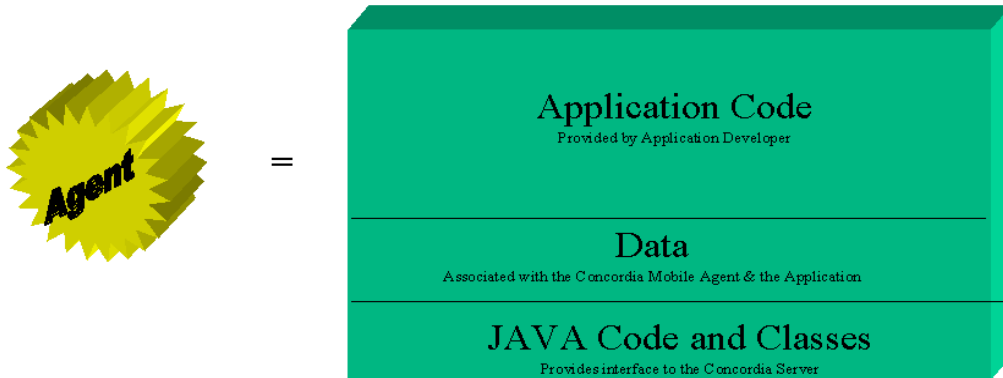 Agent
=
Application Code
Provided by Application Developer
Data
Associated with the Concordia Mobile Agent & the Application
JAVA Code and Classes
Provides interface to the Concordia Server